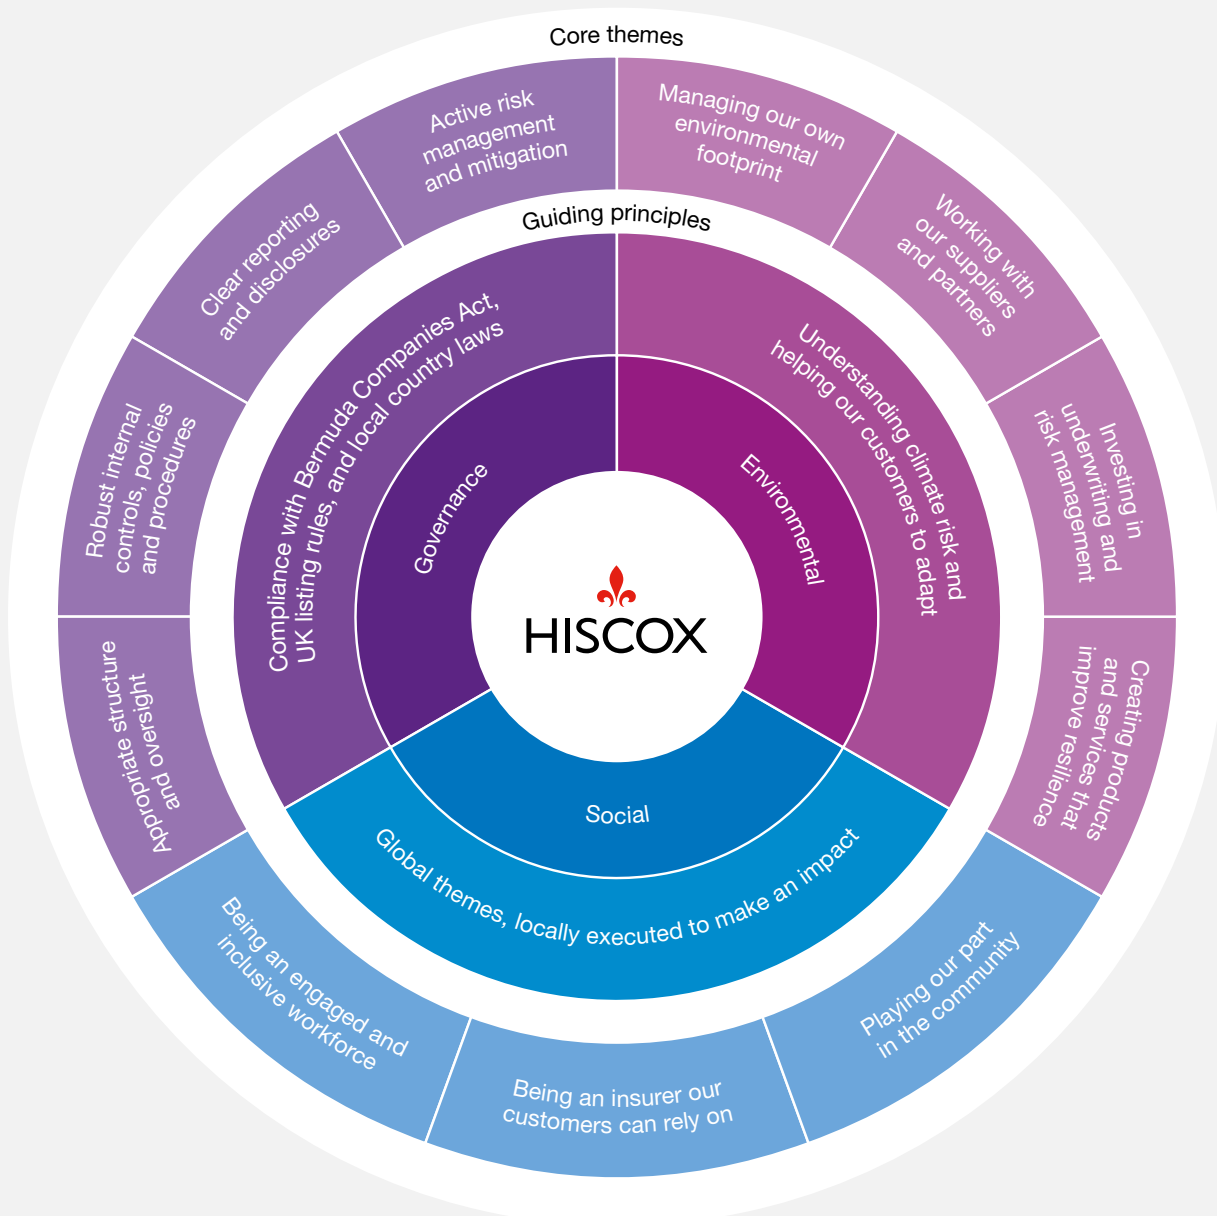 Core themes
Managing our own
environmental
footprint
Working with
our suppliers
and partners
Investing in
underwriting and
risk management
Creating products
and services that
improve resilience
Playing our part
in the community
Being an insurer our
customers can rely on
Being an engaged and
inclusive workforce
Appropriate structure
and oversight
Robust internal
controls, policies
and procedures
Clear reporting
and disclosures
Active risk
management
and mitigation
Guiding principles
Understanding climate risk and
helping our customers to adapt
Global themes, locally executed to make an impact
Compliance with Bermuda Companies Act,
UK listing rules, and local country laws
Governance
Environmental
Social
HISCOX